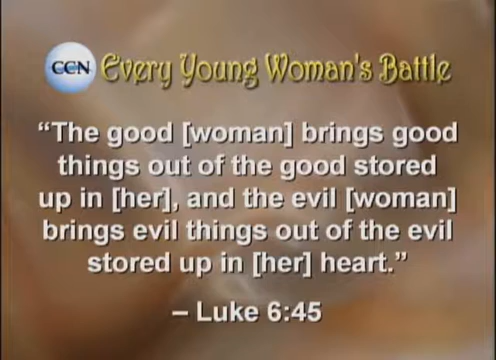 CCN Every Young Woman's Battle
“The good [woman] brings good
things out of the good stored
up in [her], and the evil [woman]
brings evil things out of the evil
stored up in [her] heart.”
– Luke 6:45